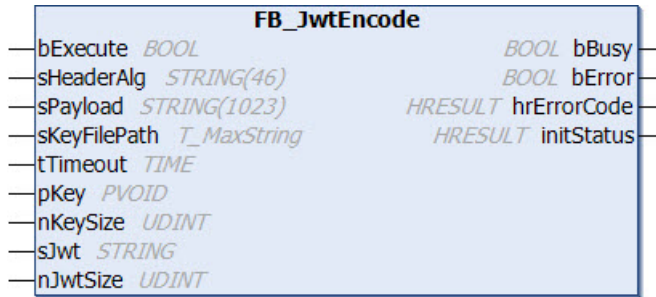 FB_JwtEncode
bExecute BOOL BOOL bBusy
sHeaderAlg STRING(46) BOOL bError
sPayload STRING(1023) HRESULT hrErrorCode
sKeyFilePath T_MaxString HRESULT initStatus
tTimeout TIME
pKey PVOID
nKeySize UDINT
sJwt STRING
nJwtSize UDINT